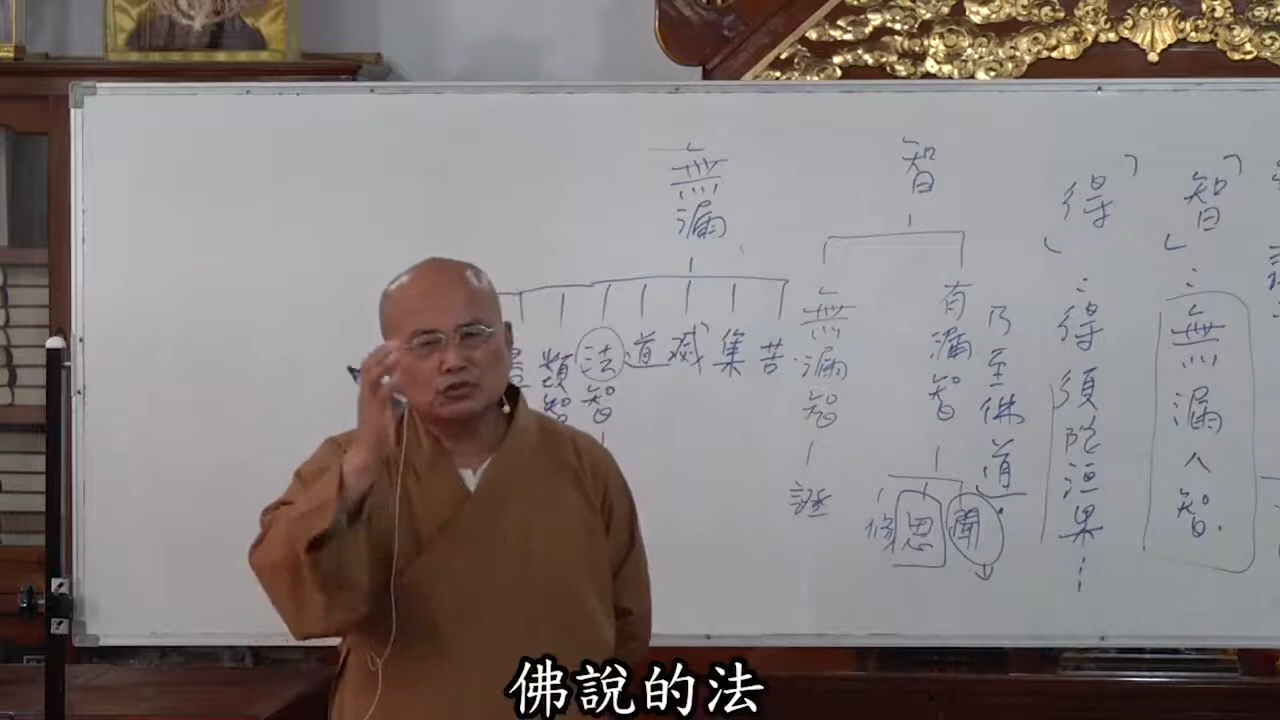 「智」：無漏八智.
「得」：得須陀洹果…
乃至佛道.
智
有漏智
聞
思
修
無漏智
證
無漏
苦
集
滅
道
法智
類智
佛說的法